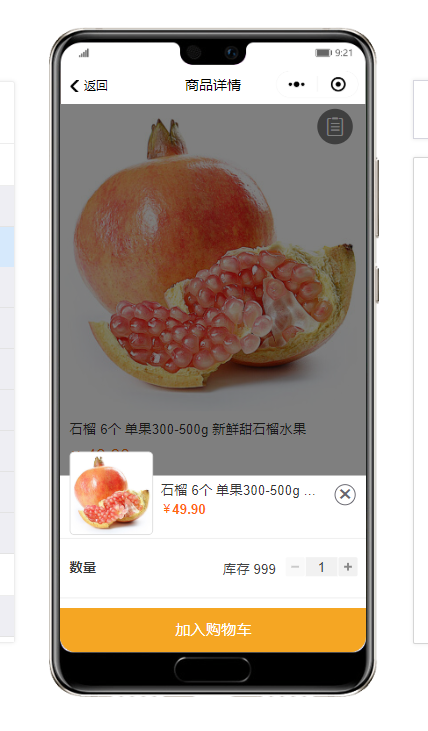 9:21
返回
商品详情
石榴 6个 单果300-500g 新鲜甜石榴水果
石榴 6个 单果300-500g ...
¥49.90
数量
库存 999
－ 1 +
加入购物车